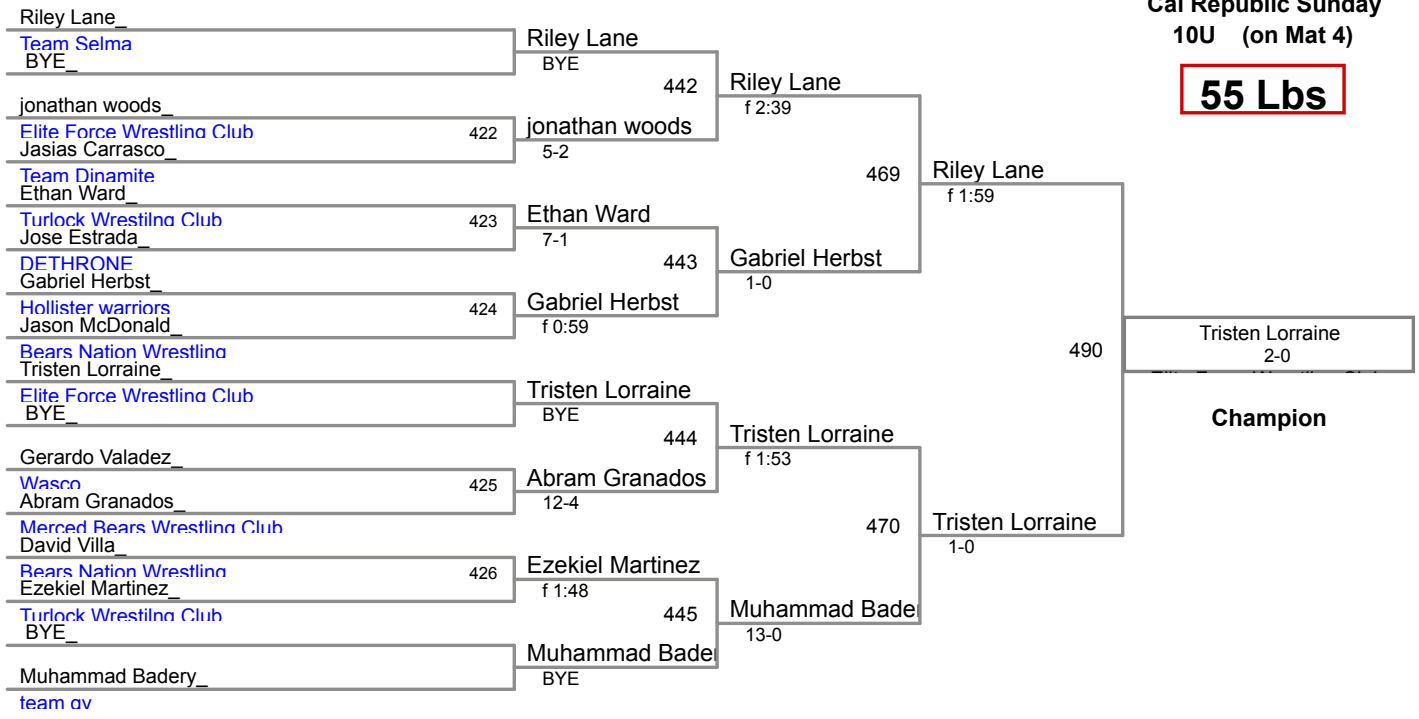 Cal Republic Sunday
10U (on Mat 4)
55 Lbs
Riley Lane_
Team Selma
BYE_
jonathan woods_
Elite Force Wrestling Club
Jasias Carrasco_
Team Dinamite
Ethan Ward_
Turlock Wrestilng Club
Jose Estrada_
DETHRONE
Gabriel Herbst_
Hollister warriors
Jason McDonald_
Bears Nation Wrestling
Tristen Lorraine_
Elite Force Wrestling Club
BYE_
Gerardo Valadez_
Wasco
Abram Granados_
Merced Bears Wrestling Club
David Villa_
Bears Nation Wrestling
Ezekiel Martinez_
Turlock Wrestilng Club
BYE_
Muhammad Badery_
team gv
422
423
424
425
426
Riley Lane
BYE
jonathan woods
5-2
Ethan Ward
7-1
Gabriel Herbst
f 0:59
Tristen Lorraine
BYE
Abram Granados
12-4
Ezekiel Martinez
f 1:48
Muhammad Bader
BYE
442
443
444
445
Riley Lane
f 2:39
Gabriel Herbst
1-0
Tristen Lorraine
f 1:53
Muhammad Bader
13-0
469
470
Riley Lane
f 1:59
Tristen Lorraine
1-0
490
Tristen Lorraine
2-0
Champion